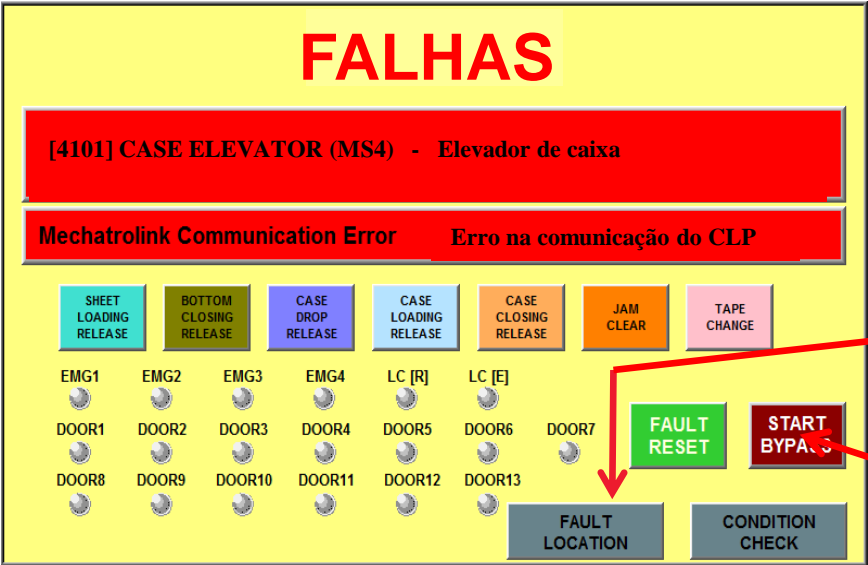 FALHAS
[4101] CASE ELEVATOR (MS4) - Elevador de caixa
Mechatrolink Communication Error Erro na comunicação do CLP
SHEET
LOADING
RELEASE
BOTTOM
CLOSING
RELEASE
CASE
DROP
RELEASE
CASE
LOADING
RELEASE
CASE
CLOSING
RELEASE
JAM
CLEAR
TAPE
CHANGE
EMG1 EMG2 EMG3 EMG4 LC [R] LC [E]
DOOR1 DOOR2 DOOR3 DOOR4 DOOR5 DOOR6 DOOR7
DOOR8 DOOR9 DOOR10 DOOR11 DOOR12 DOOR13
FAULT
RESET
START
BYPASS
FAULT
LOCATION
CONDITION
CHECK